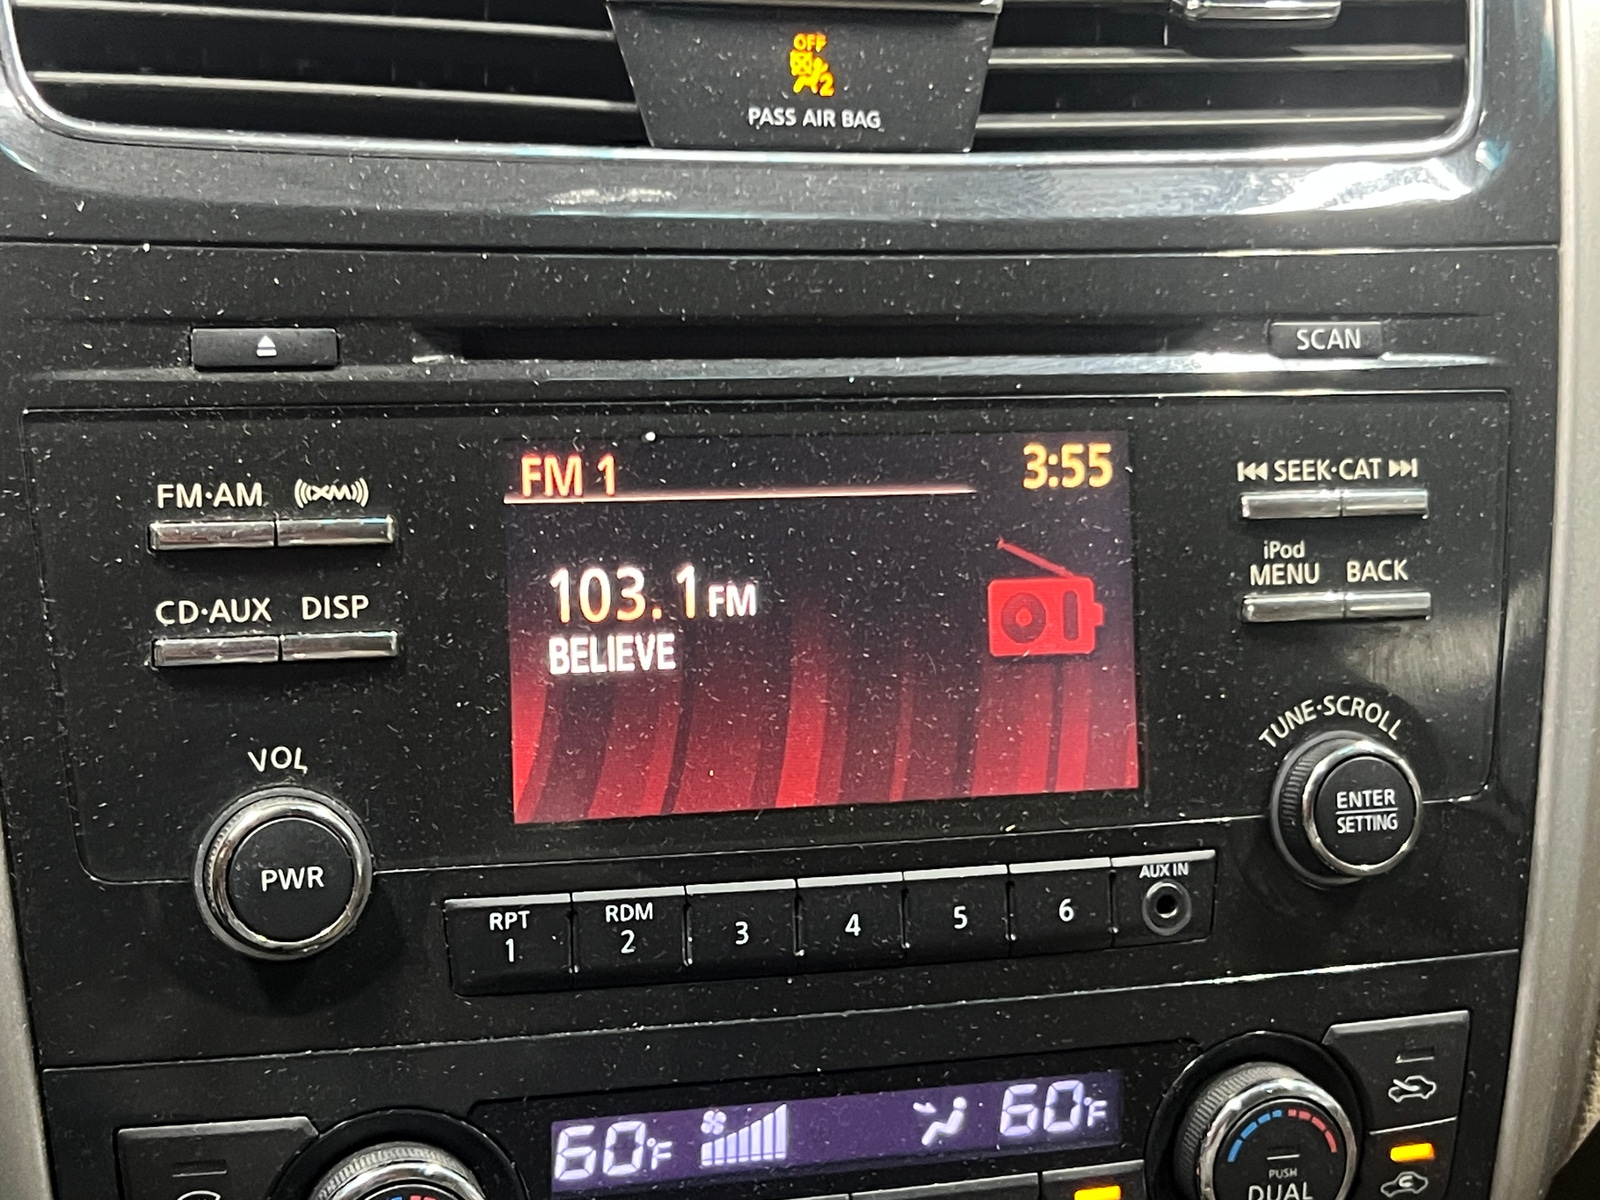 OFF
2
PASS AIR BAG
SCAN
FM 1 3:55
FM·AM (((XM)))
SEEK·CAT
103.1 FM
iPod
MENU BACK
CD·AUX DISP
BELIEVE
TUNE·SCROLL
VOL
ENTER
SETTING
PWR
AUX IN
RPT RDM
1 2 3 4 5 6
60°F 60°F
PUSH
DUAL